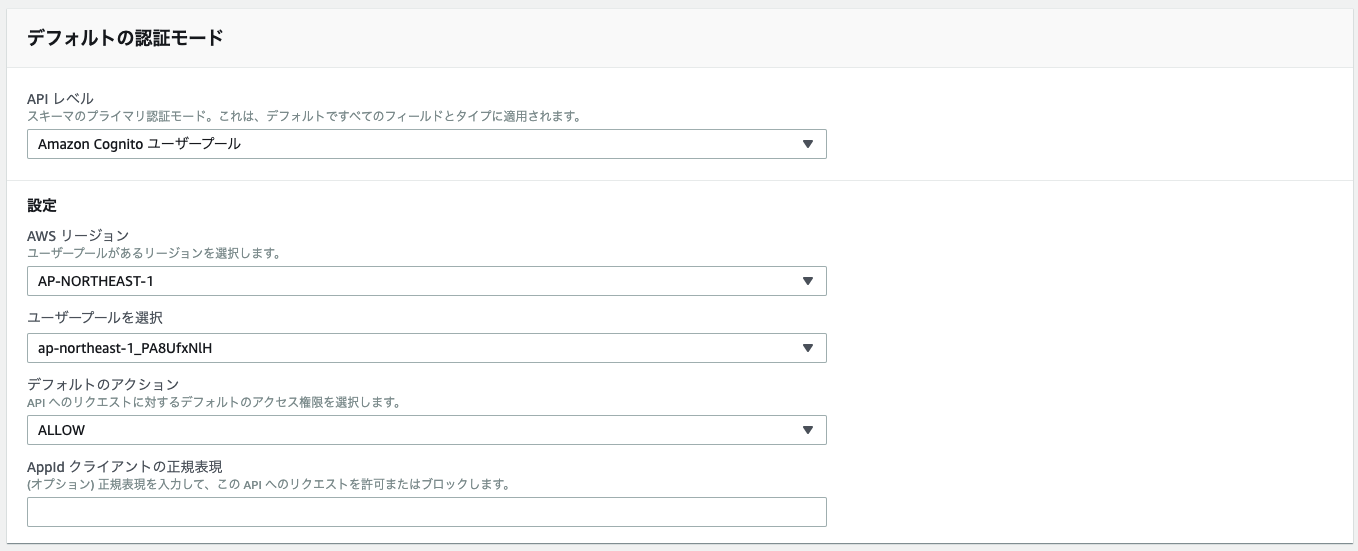 デフォルトの認証モード
API レベル
スキーマのプライマリ認証モード。これは、デフォルトですべてのフィールドとタイプに適用されます。
Amazon Cognito ユーザープール
設定
AWS リージョン
ユーザープールがあるリージョンを選択します。
AP-NORTHEAST-1
ユーザープールを選択
ap-northeast-1_PA8UfxNlH
デフォルトのアクション
API へのリクエストに対するデフォルトのアクセス権限を選択します。
ALLOW
AppId クライアントの正規表現
(オプション) 正規表現を入力して、この API へのリクエストを許可またはブロックします。